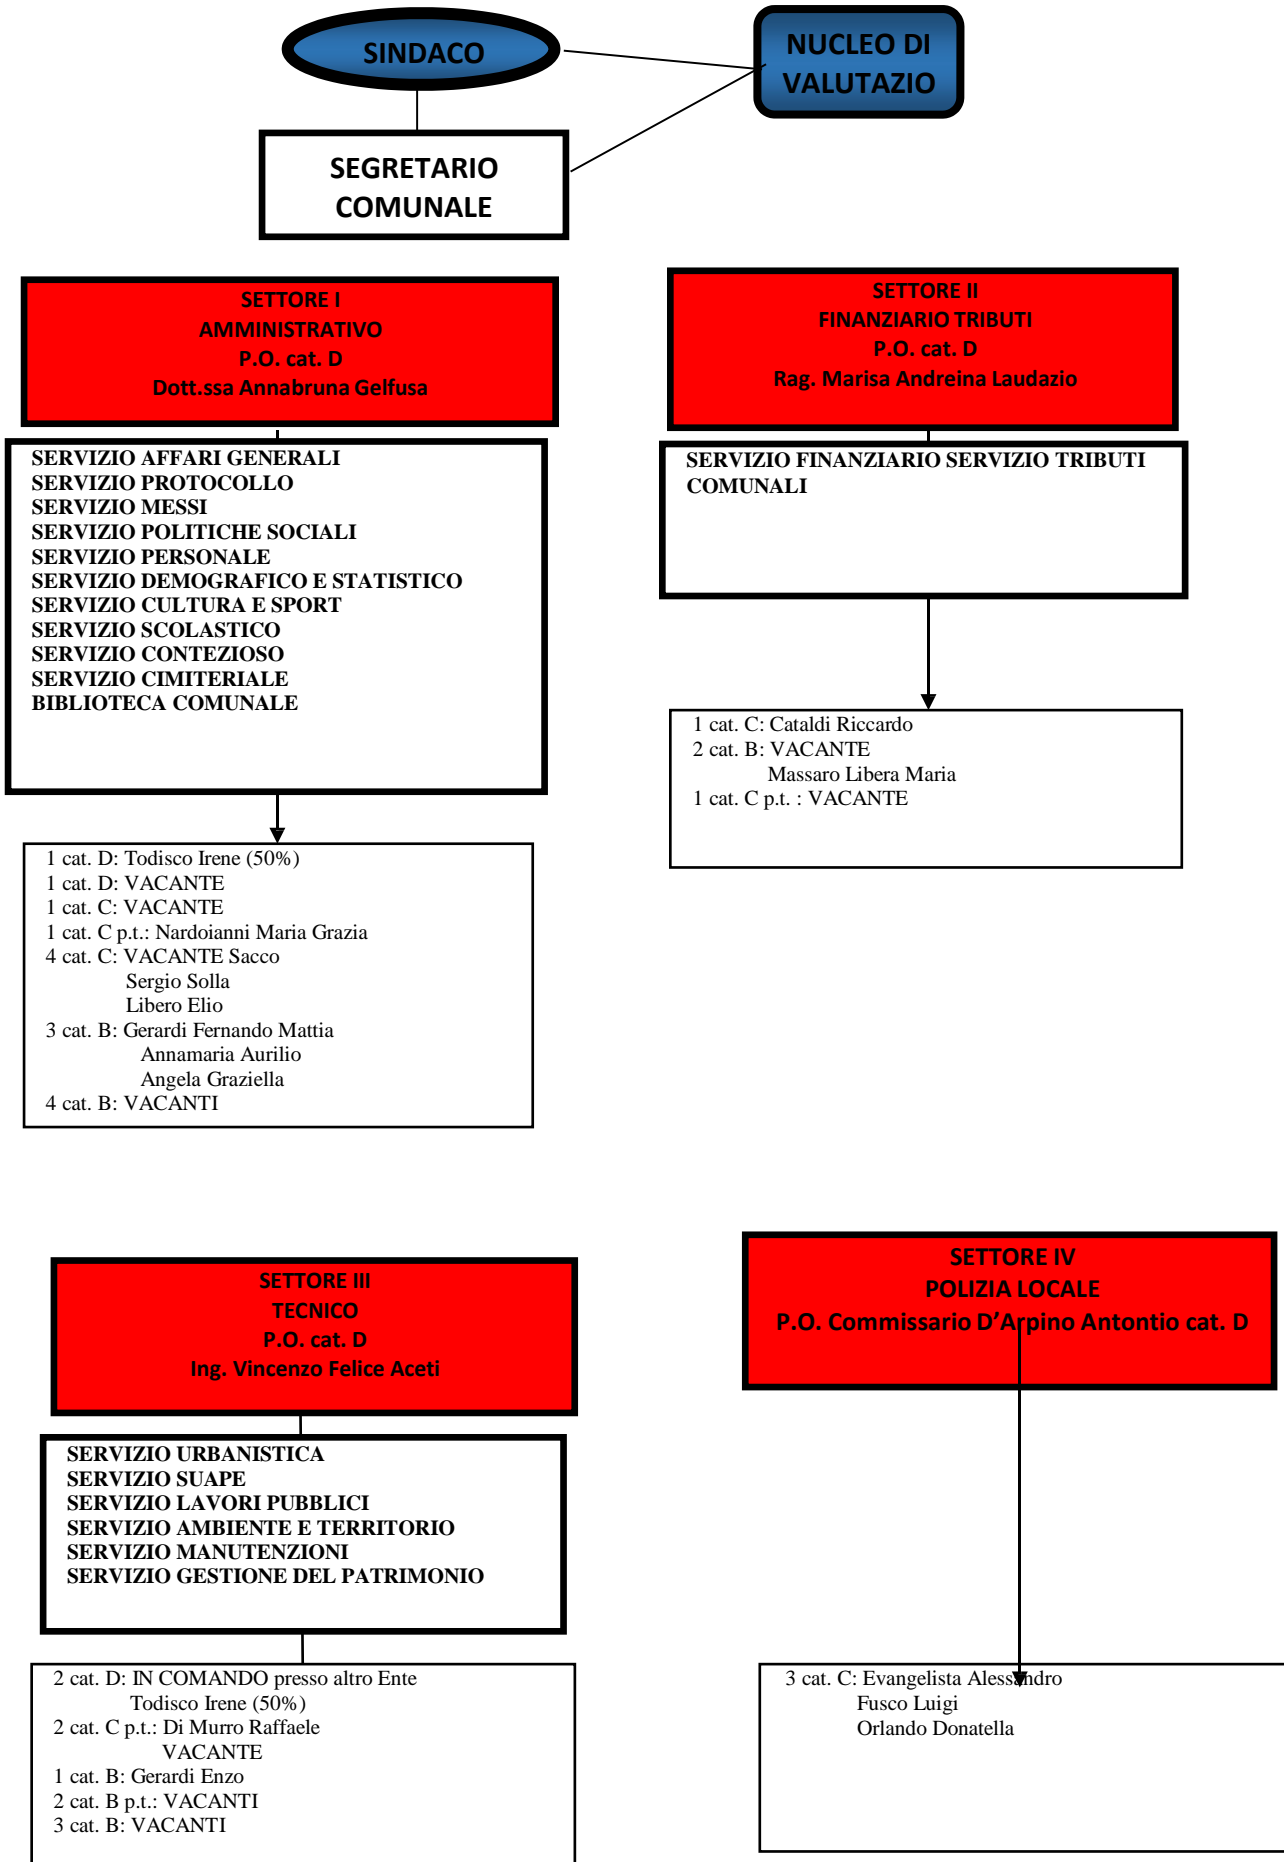 SINDACO
NUCLEO DI
VALUTAZIO
SEGRETARIO
COMUNALE
SETTORE I
AMMINISTRATIVO
P.O. cat. D
Dott.ssa Annabruna Gelfusa
SERVIZIO AFFARI GENERALI
SERVIZIO PROTOCOLLO
SERVIZIO MESSI
SERVIZIO POLITICHE SOCIALI
SERVIZIO PERSONALE
SERVIZIO DEMOGRAFICO E STATISTICO
SERVIZIO CULTURA E SPORT
SERVIZIO SCOLASTICO
SERVIZIO CONTEZIOSO
SERVIZIO CIMITERIALE
BIBLIOTECA COMUNALE
1 cat. D: Todisco Irene (50%)
1 cat. D: VACANTE
1 cat. C: VACANTE
1 cat. C p.t.: Nardoianni Maria Grazia
4 cat. C: VACANTE Sacco
Sergio Solla
Libero Elio
3 cat. B: Gerardi Fernando Mattia
Annamaria Aurilio
Angela Graziella
4 cat. B: VACANTI
SETTORE II
FINANZIARIO TRIBUTI
P.O. cat. D
Rag. Marisa Andreina Laudazio
SERVIZIO FINANZIARIO SERVIZIO TRIBUTI
COMUNALI
1 cat. C: Cataldi Riccardo
2 cat. B: VACANTE
Massaro Libera Maria
1 cat. C p.t. : VACANTE
SETTORE III
TECNICO
P.O. cat. D
Ing. Vincenzo Felice Aceti
SERVIZIO URBANISTICA
SERVIZIO SUAPE
SERVIZIO LAVORI PUBBLICI
SERVIZIO AMBIENTE E TERRITORIO
SERVIZIO MANUTENZIONI
SERVIZIO GESTIONE DEL PATRIMONIO
2 cat. D: IN COMANDO presso altro Ente
Todisco Irene (50%)
2 cat. C p.t.: Di Murro Raffaele
VACANTE
1 cat. B: Gerardi Enzo
2 cat. B p.t.: VACANTI
3 cat. B: VACANTI
SETTORE IV
POLIZIA LOCALE
P.O. Commissario D’Arpino Antontio cat. D
3 cat. C: Evangelista Alessandro
Fusco Luigi
Orlando Donatella